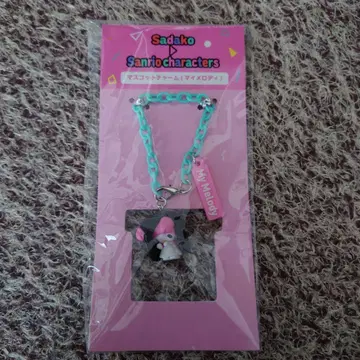 Sadako
Sanrio characters
マスコットチャーム(マイメロディ)
My Melody